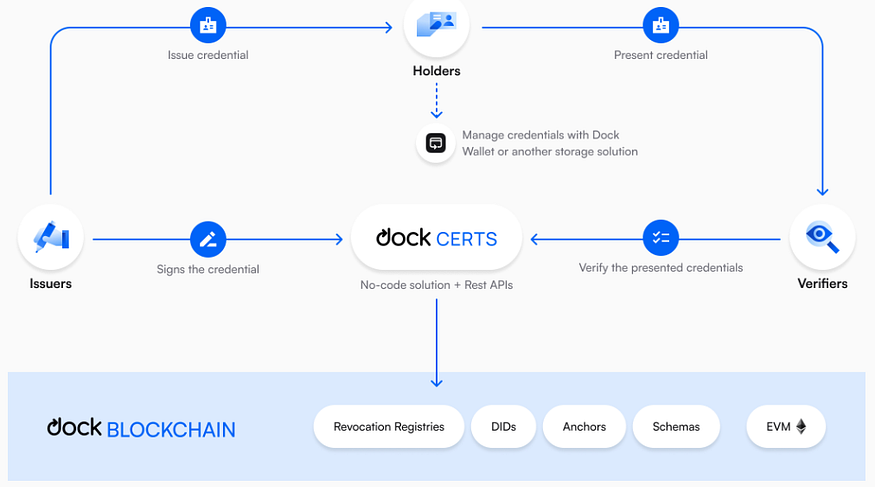 Issue credential
Holders
Present credential
Manage credentials with Dock
Wallet or another storage solution
dock CERTS
Signs the credential
Verify the presented credentials
Issuers
No-code solution + Rest APIs
Verifiers
dock BLOCKCHAIN
Revocation Registries
DIDs
Anchors
Schemas
EVM